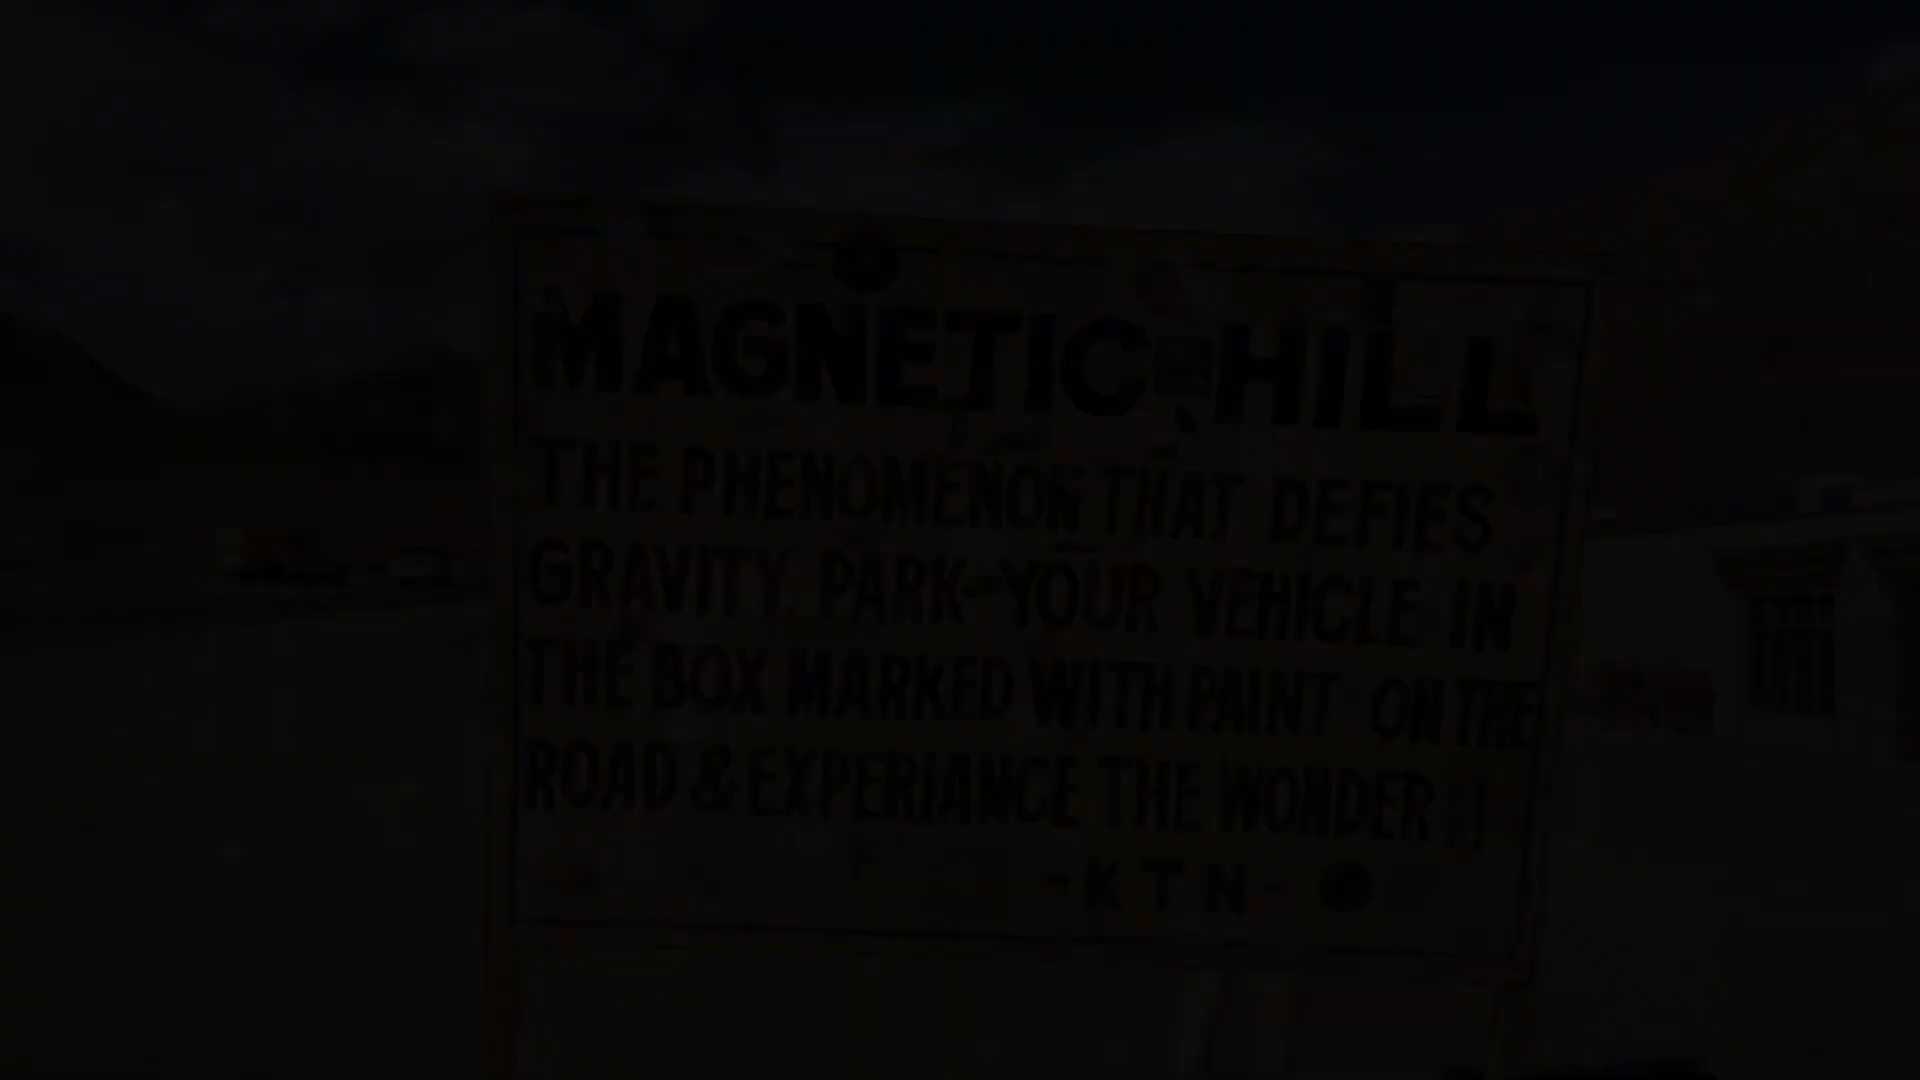 MAGNETIC HILL
THE PHENOMENON THAT DEFIES
GRAVITY. PARK-YOUR VEHICLE IN
THE BOX MARKED WITH PAINT ON THE
ROAD & EXPERIANCE THE WONDER!!
-KTN-